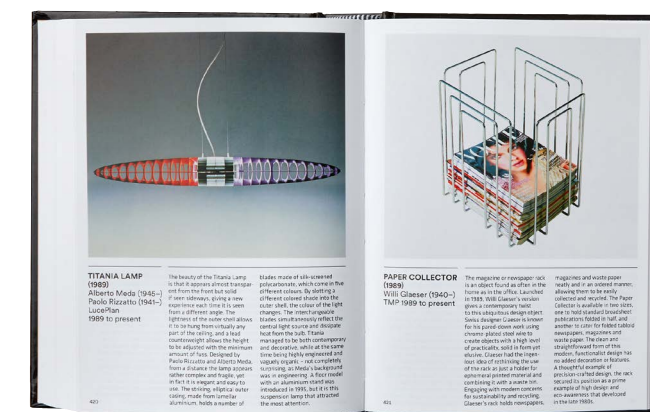 TITANIA LAMP
(1989)
Alberto Meda (1945–)
Paolo Rizzatto (1941–)
LucePlan
1989 to present
The beauty of the Titania Lamp
is that it appears almost transpar-
ent from the front but solid
if seen sideways, giving a new
experience each time it is seen
from a different angle. The
lightness of the outer shell allows
it to be hung from virtually any
part of the ceiling, and a lead
counterweight allows the height
to be adjusted with the minimum
amount of fuss. Designed by
Paolo Rizzatto and Alberto Meda,
from a distance the lamp appears
rather complex and fragile, yet
in fact it is elegant and easy to
use. The striking, elliptical outer
casing, made from lamellar
aluminum, holds a number of
blades made of silk-screened
polycarbonate, which come in five
different colours. By slotting a
different colored shade into the
outer shell, the colour of the light
changes. The interchangeable
blades simultaneously reflect the
central light source and dissipate
heat from the bulb. Titania
managed to be both contemporary
and decorative, while at the same
time being highly engineered and
vaguely organic – not completely
surprising, as Meda's background
was in engineering. A floor model
with an aluminium stand was
introduced in 1995, but it is this
suspension lamp that attracted
the most attention.
420
PAPER COLLECTOR
(1989)
Willi Glaeser (1940–)
TMP 1989 to present
The magazine or newspaper rack
is an object found as often in the
home as in the office. Launched
in 1989, Willi Glaeser's version
gives a contemporary twist
to this ubiquitous design object.
Swiss designer Glaeser is known
for his pared-down work using
chrome-plated steel wire to
create objects with a high level
of practicality, solid in form yet
elusive. Glaeser had the ingen-
ious idea of rethinking the use
of the rack as just a holder for
ephemeral printed material and
combining it with a waste bin.
Engaging with modern concerns
for sustainability and recycling,
Glaeser's rack holds newspapers,
magazines and waste paper
neatly and in an ordered manner,
allowing them to be easily
collected and recycled. The Paper
Collector is available in two sizes,
one to hold standard broadsheet
publications folded in half, and
another to cater for folded tabloid
newspapers, magazines and
waste paper. The clean and
straightforward form of this
modern, functionalist design has
no added decoration or features.
A thoughtful example of
precision-crafted design, the rack
secured its position as a prime
example of high design and
eco-awareness that developed
in the late 1980s.
421